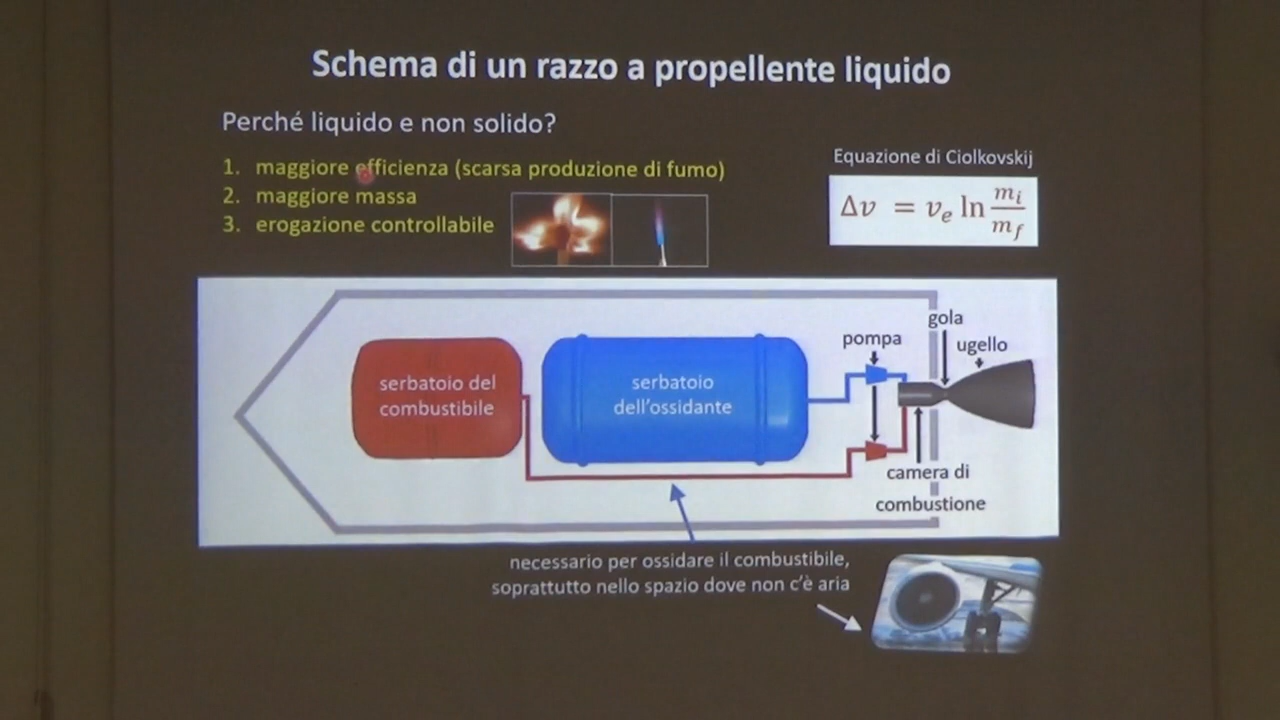 Schema di un razzo a propellente liquido
Perché liquido e non solido?
1. maggiore efficienza (scarsa produzione di fumo)
2. maggiore massa
3. erogazione controllabile
Equazione di Ciolkovskij
Δv = vₑ ln mᵢ/m_f
serbatoio del
combustibile
serbatoio
dell'ossidante
pompa
gola
ugello
camera di
combustione
necessario per ossidare il combustibile,
soprattutto nello spazio dove non c'è aria